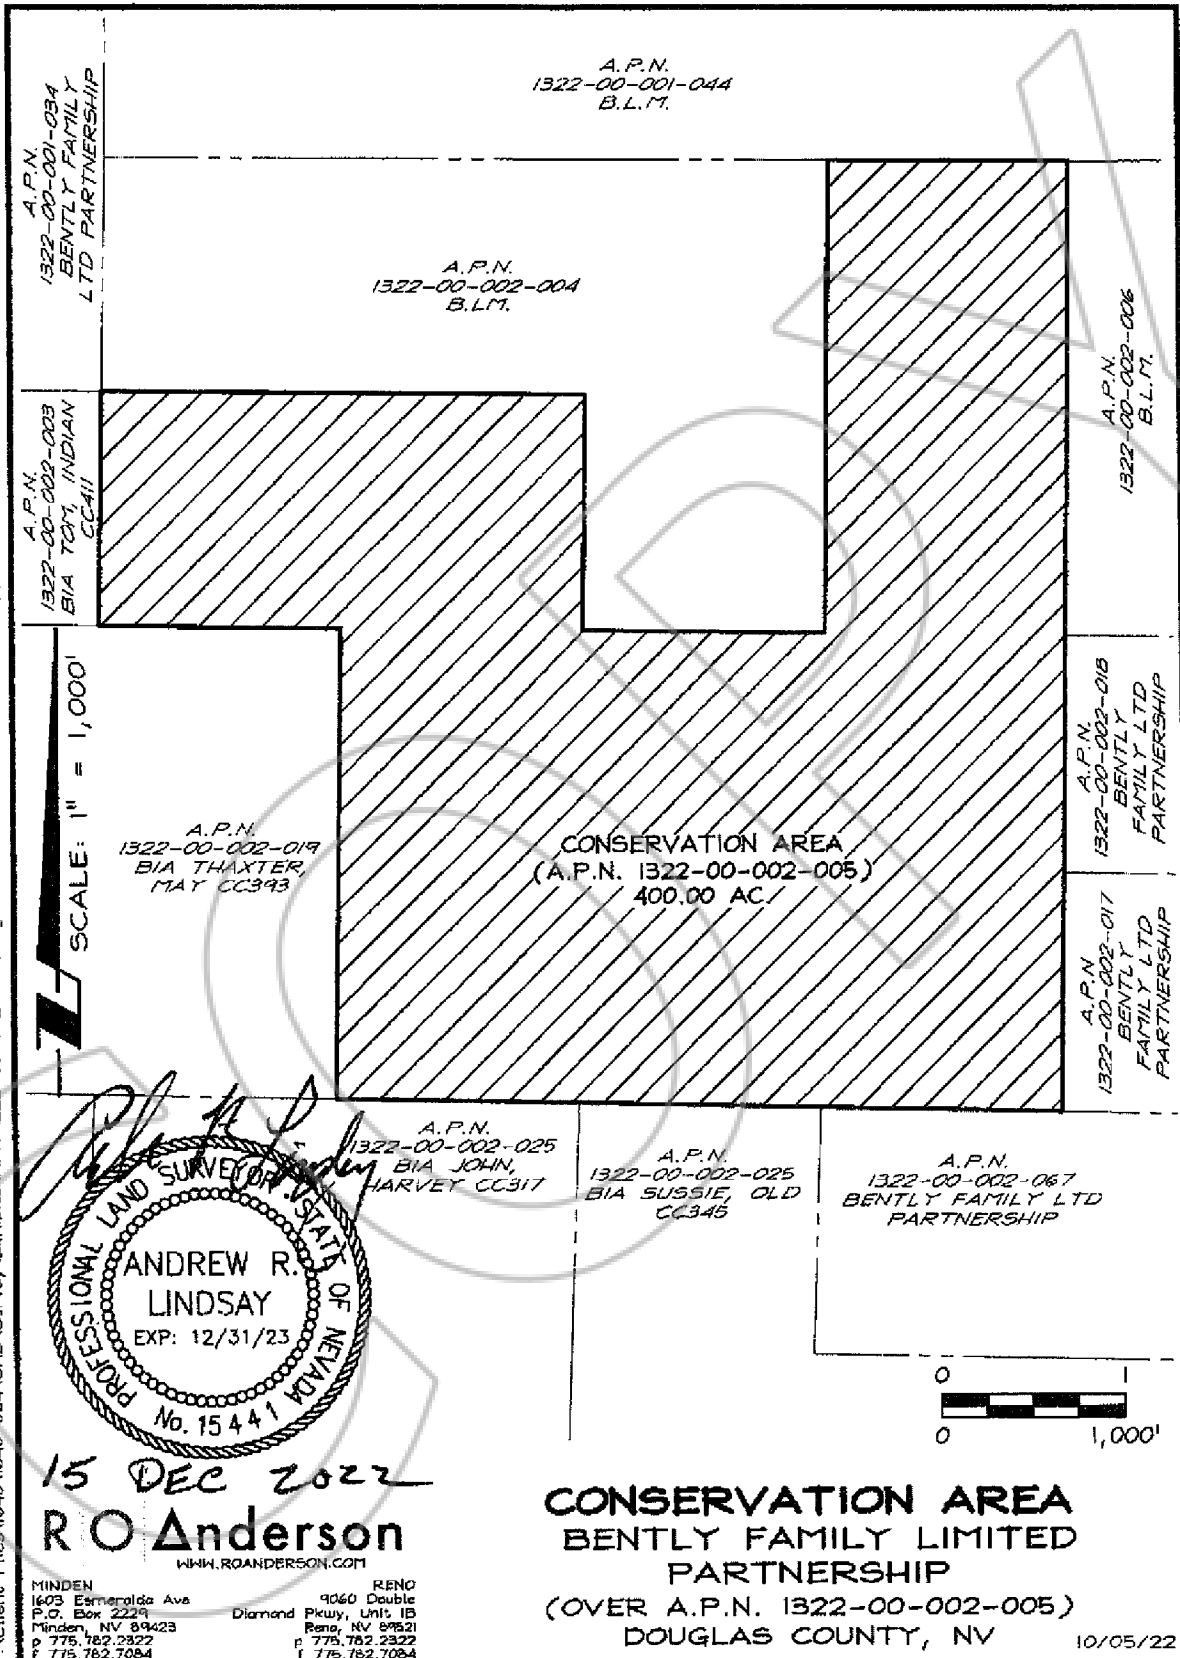 A.P.N.
1322-00-001-044
B.L.M.
A.P.N.
1322-00-001-034
BENTLY FAMILY
LTD PARTNERSHIP
A.P.N.
1322-00-002-004
B.LM.
A.P.N.
1322-00-002-006
B.L.M.
A.P.N.
1322-00-002-003
BIA TOM, INDIAN
CC411
SCALE: 1" = 1,000'
A.P.N.
1322-00-002-019
BIA THAXTER,
MAY CC393
CONSERVATION AREA
(A.P.N. 1322-00-002-005)
400.00 AC.
A.P.N.
1322-00-002-018
BENTLY
FAMILY LTD
PARTNERSHIP
A.P.N
1322-00-002-017
BENTLY
FAMILY LTD
PARTNERSHIP
A.P.N.
1322-00-002-025
BIA JOHN,
HARVEY CC317
A.P.N.
1322-00-002-025
BIA SUSSIE, OLD
CC345
A.P.N.
1322-00-002-067
BENTLY FAMILY LTD
PARTNERSHIP
PROFESSIONAL LAND SURVEYOR STATE OF NEVADA
ANDREW R.
LINDSAY
EXP: 12/31/23
No. 15441
15 DEC 2022
0 1
0 1,000'
R O Anderson
WWW.ROANDERSON.COM
MINDEN
1603 Esmeralda Ave
P.O. Box 2229
Minden, NV 89423
p 775.782.2322
f 775.782.7084
RENO
9060 Double
Diamond Pkwy, Unit 1B
Reno, NV 89521
p 775.782.2322
f 775.782.7084
CONSERVATION AREA
BENTLY FAMILY LIMITED
PARTNERSHIP
(OVER A.P.N. 1322-00-002-005)
DOUGLAS COUNTY, NV
10/05/22
COPY